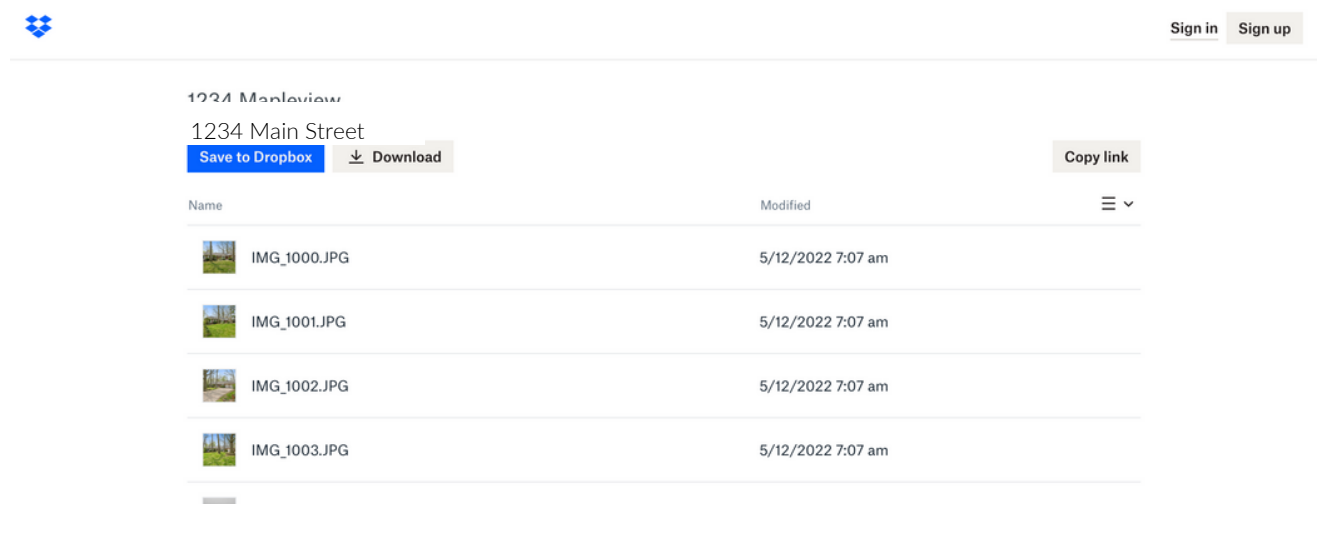 Sign in Sign up
1234 Mapleview
1234 Main Street
Save to Dropbox Download Copy link
Name Modified
IMG_1000.JPG 5/12/2022 7:07 am
IMG_1001.JPG 5/12/2022 7:07 am
IMG_1002.JPG 5/12/2022 7:07 am
IMG_1003.JPG 5/12/2022 7:07 am